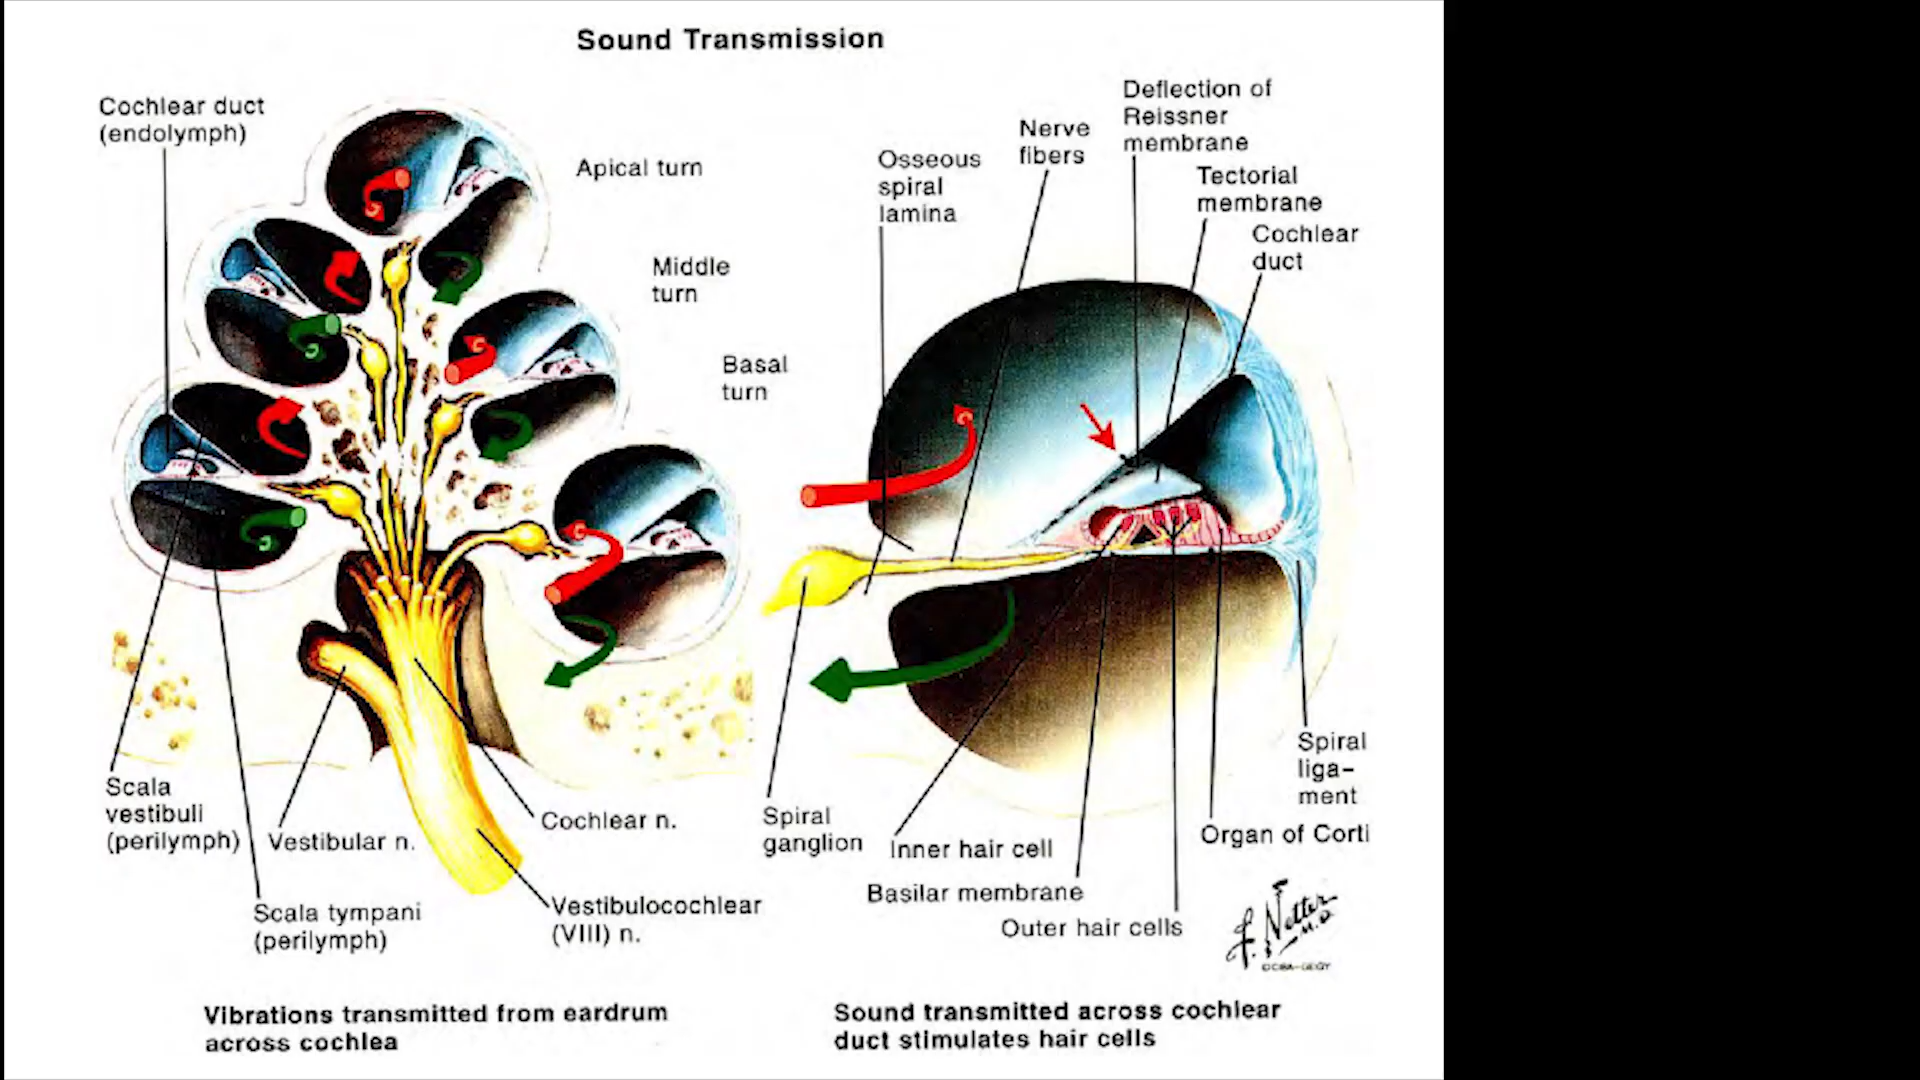 Sound Transmission
Cochlear duct
(endolymph)
Apical turn
Middle
turn
Basal
turn
Scala
vestibuli
(perilymph)
Vestibular n.
Scala tympani
(perilymph)
Cochlear n.
Vestibulocochlear
(VIII) n.
Vibrations transmitted from eardrum
across cochlea
Osseous
spiral
lamina
Nerve
fibers
Deflection of
Reissner
membrane
Tectorial
membrane
Cochlear
duct
Spiral
liga-
ment
Organ of Corti
Spiral
ganglion
Inner hair cell
Basilar membrane
Outer hair cells
F. Netter
M.D.
©CIBA-GEIGY
Sound transmitted across cochlear
duct stimulates hair cells